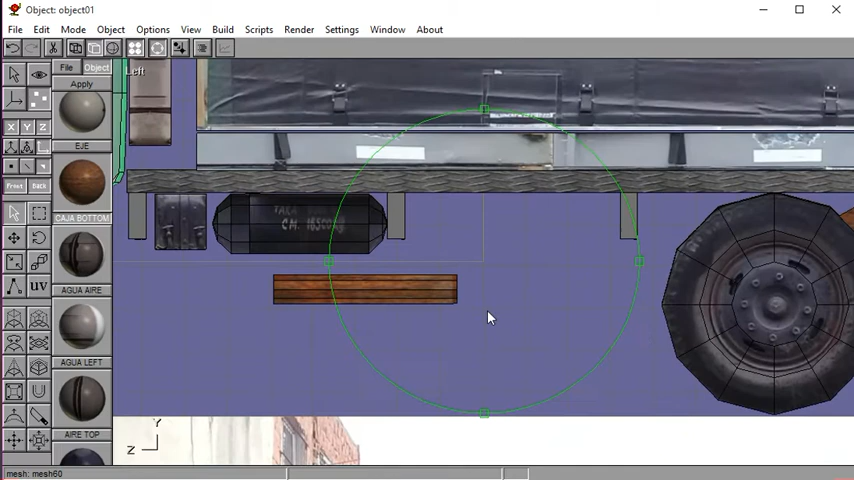 Object: object01
File Edit Mode Object Options View Build Scripts Render Settings Window About
File Object
Left
Apply
EJE
CAJA BOTTOM
AGUA AIRE
AGUA LEFT
AIRE TOP
X Y Z
Front Back
uv
TARA
Y
Z
mesh: mesh60